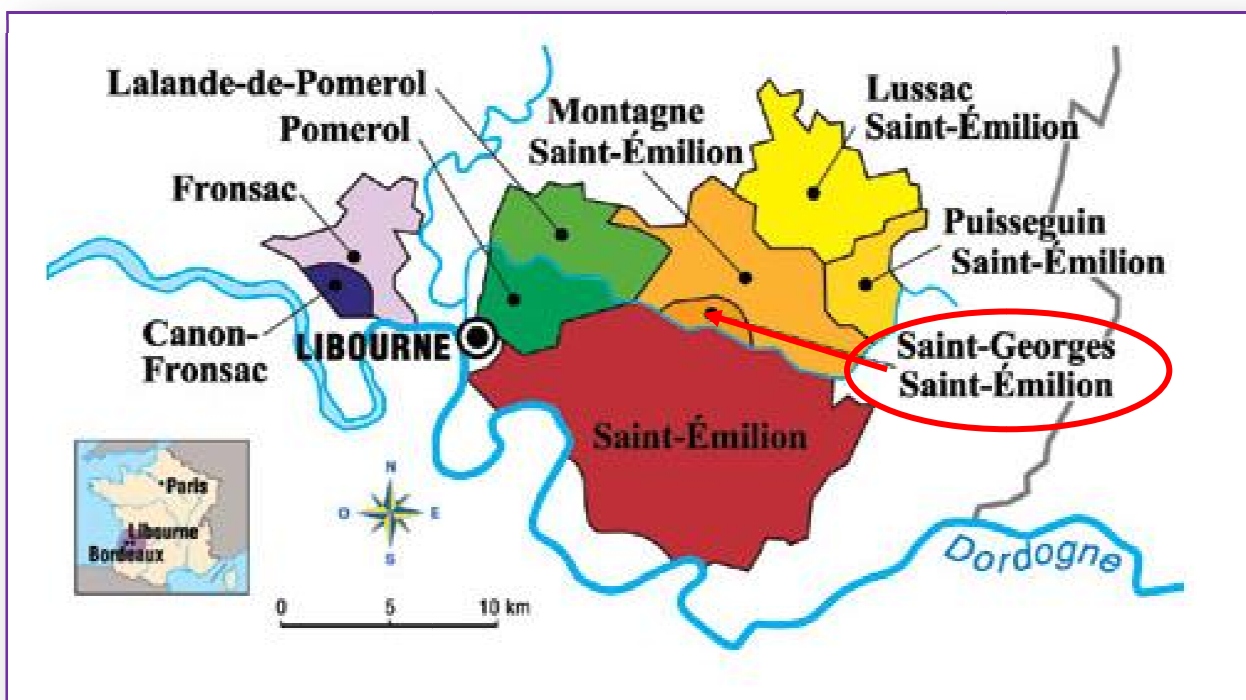 Lalande-de-Pomerol
Pomerol
Montagne
Saint-Émilion
Lussac
Saint-Émilion
Fronsac
Puisseguin
Saint-Émilion
Canon-
Fronsac
LIBOURNE
Saint-Georges
Saint-Émilion
Saint-Émilion
Paris
Libourne
Bordeaux
N
O
E
S
0 5 10 km
Dordogne